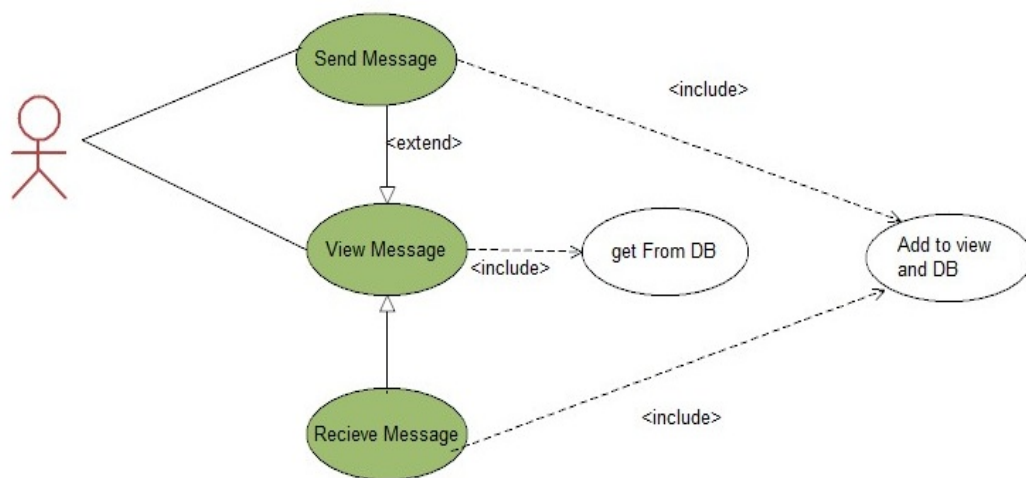 Send Message
<include>
<extend>
View Message
<include>
get From DB
Add to view
and DB
Recieve Message
<include>